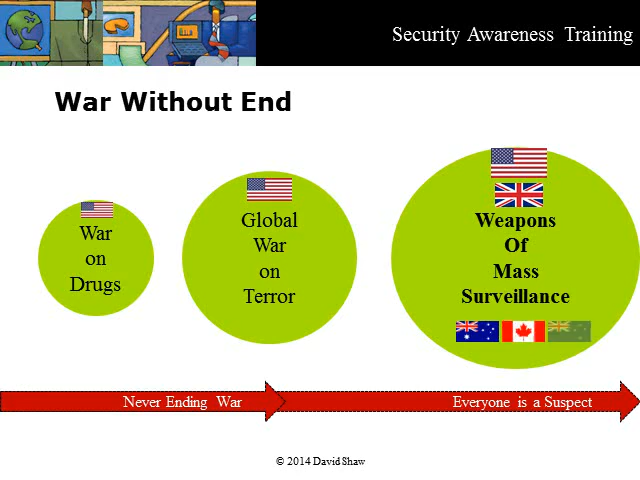 Security Awareness Training
War Without End
War
on
Drugs
Global
War
on
Terror
Weapons
Of
Mass
Surveillance
Never Ending War
Everyone is a Suspect
© 2014 David Shaw